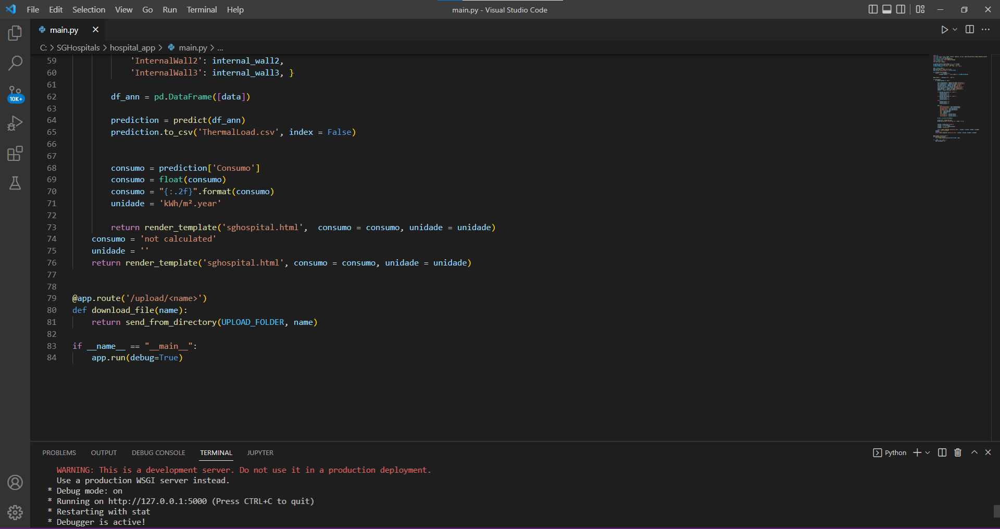 File Edit Selection View Go Run Terminal Help
main.py - Visual Studio Code
main.py
C: > SGHospitals > hospital_app > main.py > ...
10K+
59 'InternalWall2': internal_wall2,
60 'InternalWall3': internal_wall3, }
61
62 df_ann = pd.DataFrame([data])
63
64 prediction = predict(df_ann)
65 prediction.to_csv('ThermalLoad.csv', index = False)
66
67
68 consumo = prediction['Consumo']
69 consumo = float(consumo)
70 consumo = "{:.2f}".format(consumo)
71 unidade = 'kWh/m².year'
72
73 return render_template('sghospital.html',  consumo = consumo, unidade = unidade)
74 consumo = 'not calculated'
75 unidade = ''
76 return render_template('sghospital.html', consumo = consumo, unidade = unidade)
77
78
79 @app.route('/upload/<name>')
80 def download_file(name):
81 return send_from_directory(UPLOAD_FOLDER, name)
82
83 if __name__ == "__main__":
84 app.run(debug=True)
PROBLEMS OUTPUT DEBUG CONSOLE TERMINAL JUPYTER
Python
WARNING: This is a development server. Do not use it in a production deployment.
Use a production WSGI server instead.
* Debug mode: on
* Running on http://127.0.0.1:5000 (Press CTRL+C to quit)
* Restarting with stat
* Debugger is active!